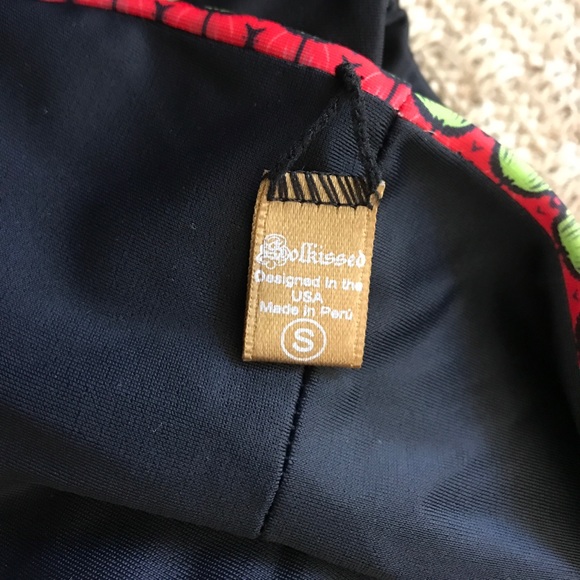 Solkissed
Designed in the
USA
Made in Perú
S